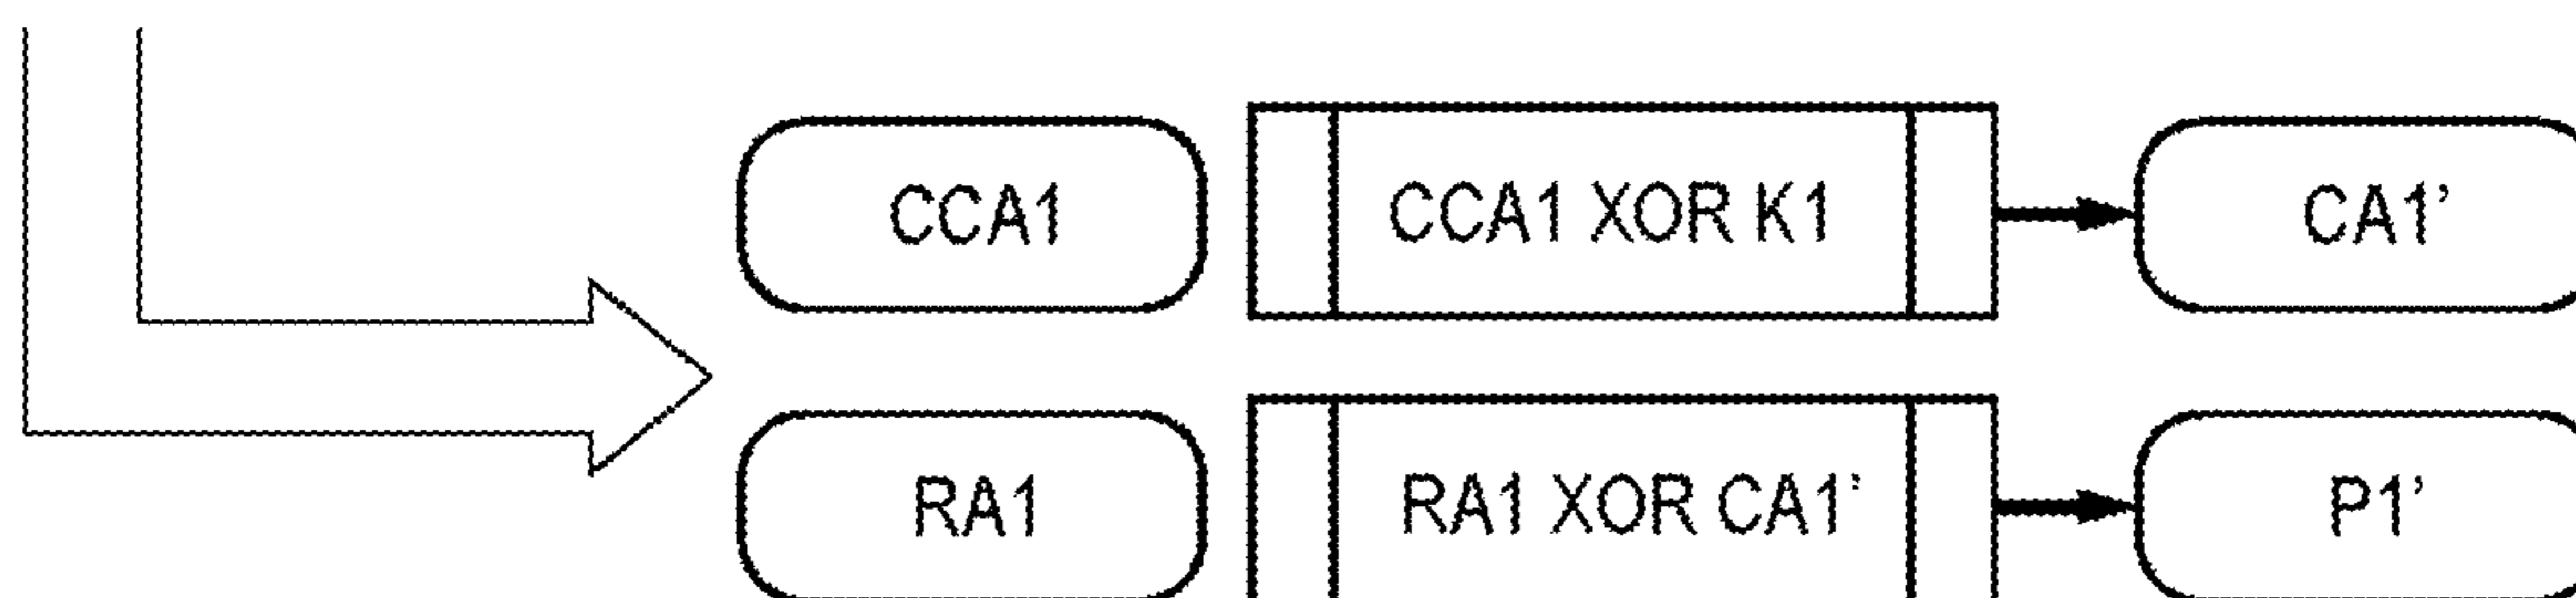 CCA1 CCA1 XOR K1 CA1’
RA1 RA1 XOR CA1’ P1’